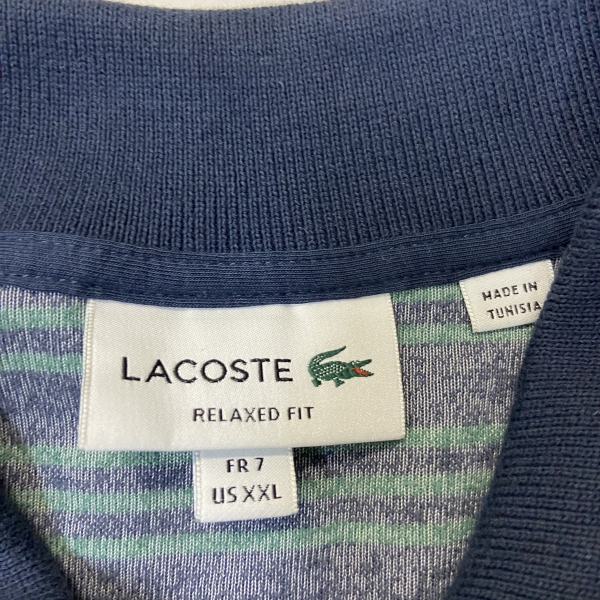 MADE IN
TUNISIA
LACOSTE
RELAXED FIT
FR 7
US XXL